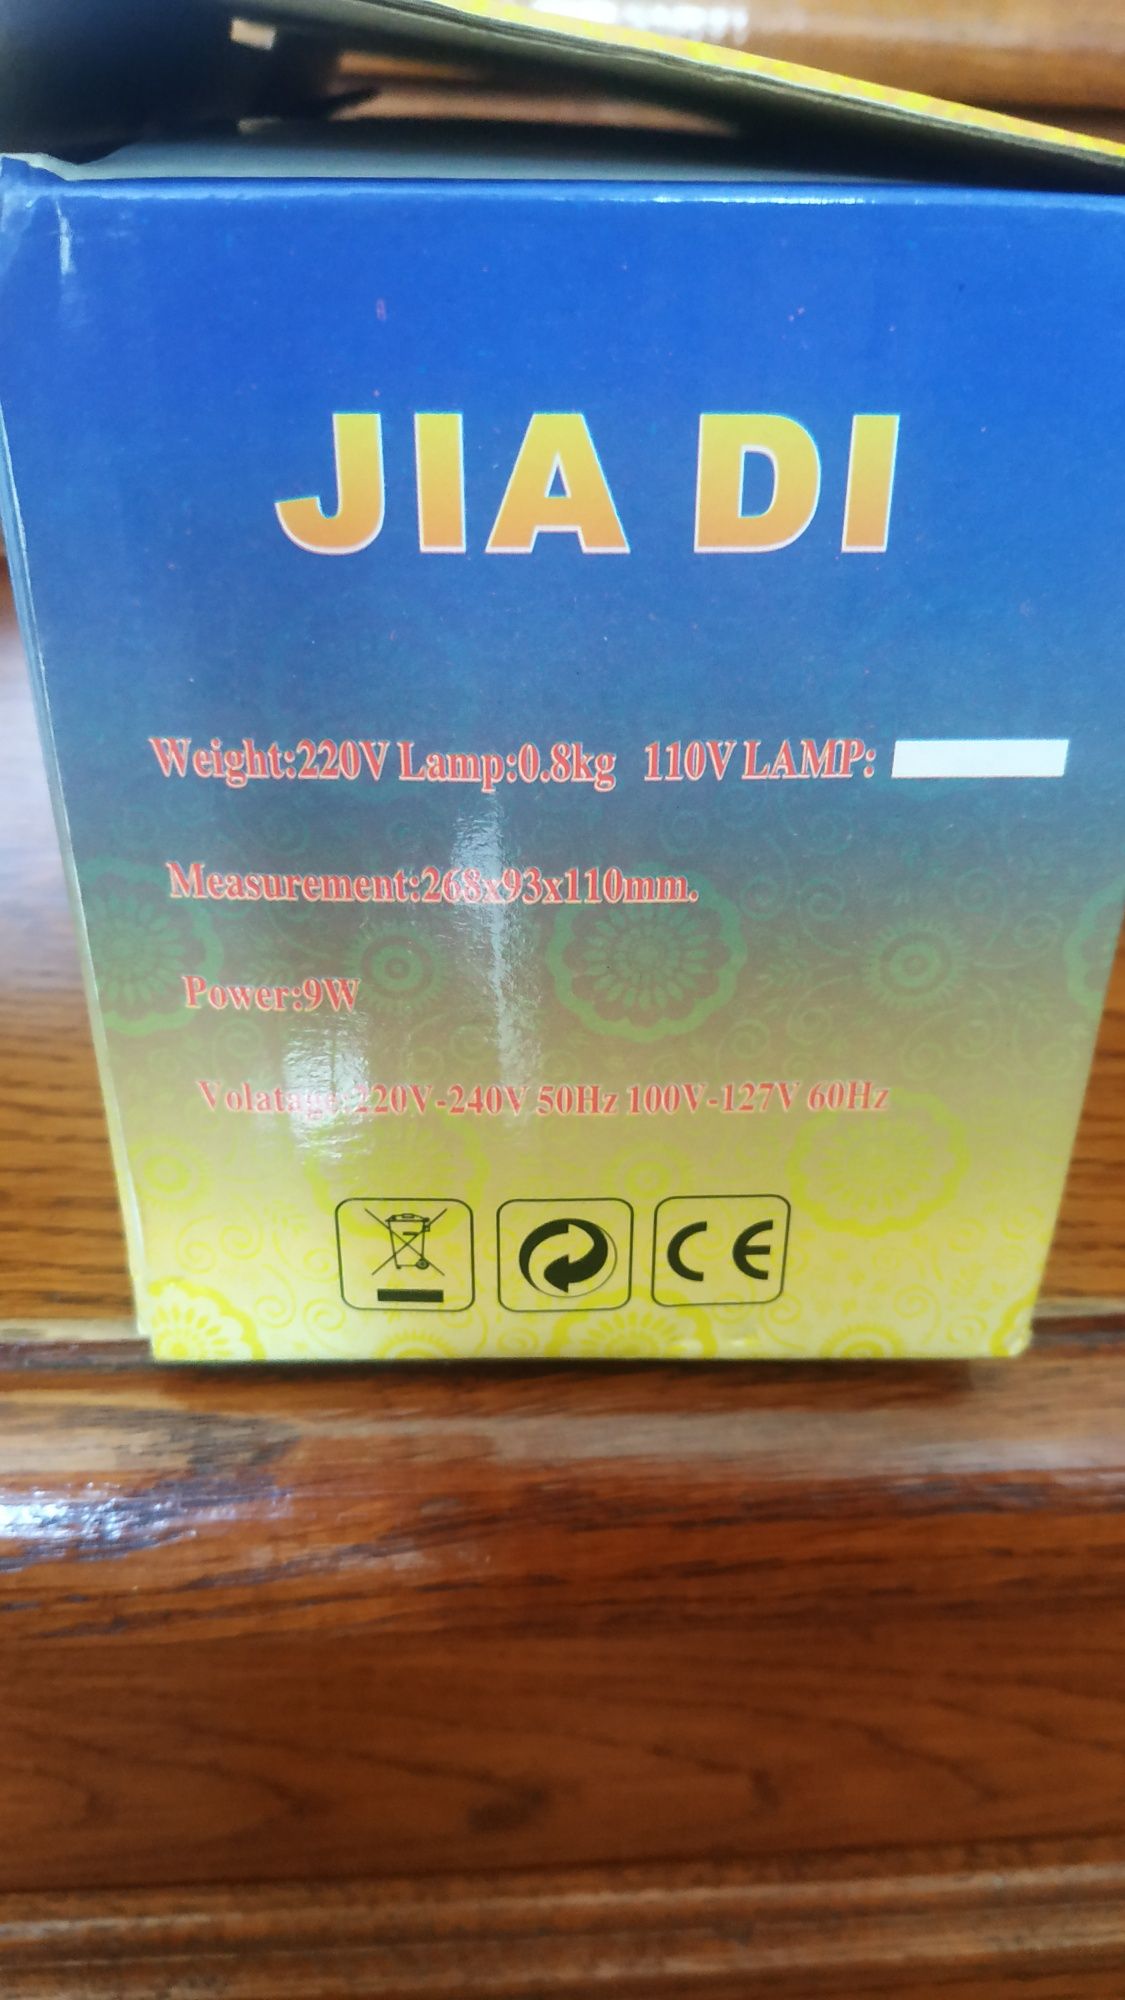 JIA DI
Weight:220V Lamp:0.8kg 110V LAMP:
Measurement:268x93x110mm.
Power:9W
Volatage:220V-240V 50Hz 100V-127V 60Hz
CE